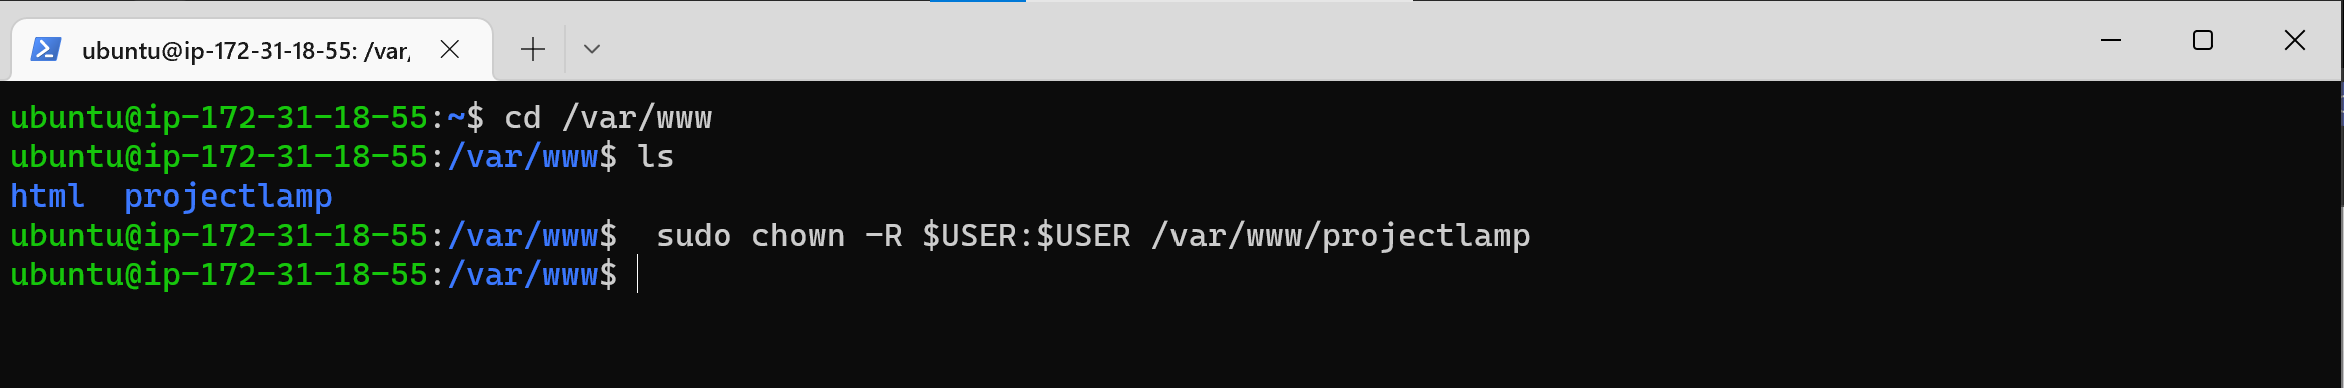 ubuntu@ip-172-31-18-55: /var/
ubuntu@ip-172-31-18-55:~$ cd /var/www
ubuntu@ip-172-31-18-55:/var/www$ ls
html  projectlamp
ubuntu@ip-172-31-18-55:/var/www$  sudo chown -R $USER:$USER /var/www/projectlamp
ubuntu@ip-172-31-18-55:/var/www$